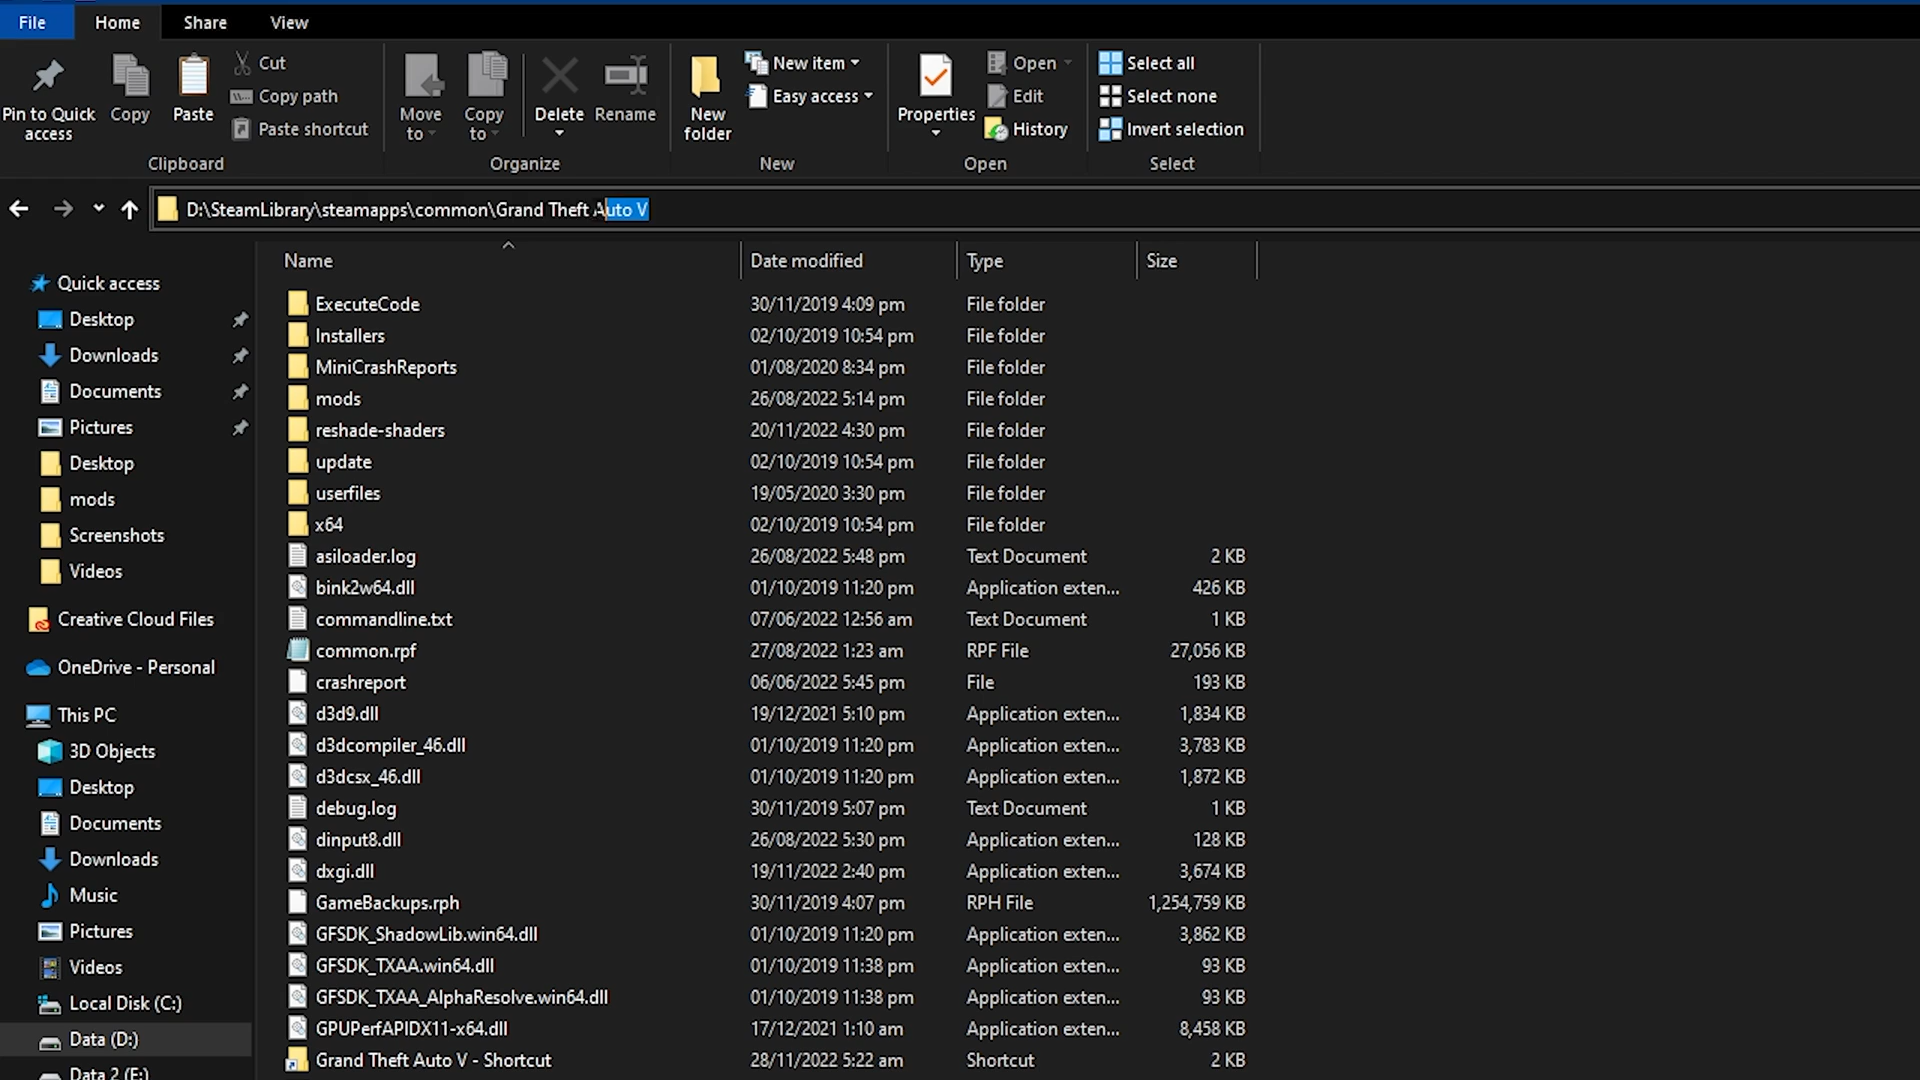 File Home Share View
Pin to Quick access
Copy
Paste
Cut
Copy path
Paste shortcut
Clipboard
Move to
Copy to
Delete
Rename
Organize
New folder
New item
Easy access
New
Properties
Open
Edit
History
Open
Select all
Select none
Invert selection
Select
D:\SteamLibrary\steamapps\common\Grand Theft Auto V
Quick access
Desktop
Downloads
Documents
Pictures
Desktop
mods
Screenshots
Videos
Creative Cloud Files
OneDrive - Personal
This PC
3D Objects
Desktop
Documents
Downloads
Music
Pictures
Videos
Local Disk (C:)
Data (D:)
Data 2 (E:)
Name Date modified Type Size
ExecuteCode 30/11/2019 4:09 pm File folder
Installers 02/10/2019 10:54 pm File folder
MiniCrashReports 01/08/2020 8:34 pm File folder
mods 26/08/2022 5:14 pm File folder
reshade-shaders 20/11/2022 4:30 pm File folder
update 02/10/2019 10:54 pm File folder
userfiles 19/05/2020 3:30 pm File folder
x64 02/10/2019 10:54 pm File folder
asiloader.log 26/08/2022 5:48 pm Text Document 2 KB
bink2w64.dll 01/10/2019 11:20 pm Application exten... 426 KB
commandline.txt 07/06/2022 12:56 am Text Document 1 KB
common.rpf 27/08/2022 1:23 am RPF File 27,056 KB
crashreport 06/06/2022 5:45 pm File 193 KB
d3d9.dll 19/12/2021 5:10 pm Application exten... 1,834 KB
d3dcompiler_46.dll 01/10/2019 11:20 pm Application exten... 3,783 KB
d3dcsx_46.dll 01/10/2019 11:20 pm Application exten... 1,872 KB
debug.log 30/11/2019 5:07 pm Text Document 1 KB
dinput8.dll 26/08/2022 5:30 pm Application exten... 128 KB
dxgi.dll 19/11/2022 2:40 pm Application exten... 3,674 KB
GameBackups.rph 30/11/2019 4:07 pm RPH File 1,254,759 KB
GFSDK_ShadowLib.win64.dll 01/10/2019 11:20 pm Application exten... 3,862 KB
GFSDK_TXAA.win64.dll 01/10/2019 11:38 pm Application exten... 93 KB
GFSDK_TXAA_AlphaResolve.win64.dll 01/10/2019 11:38 pm Application exten... 93 KB
GPUPerfAPIDX11-x64.dll 17/12/2021 1:10 am Application exten... 8,458 KB
Grand Theft Auto V - Shortcut 28/11/2022 5:22 am Shortcut 2 KB